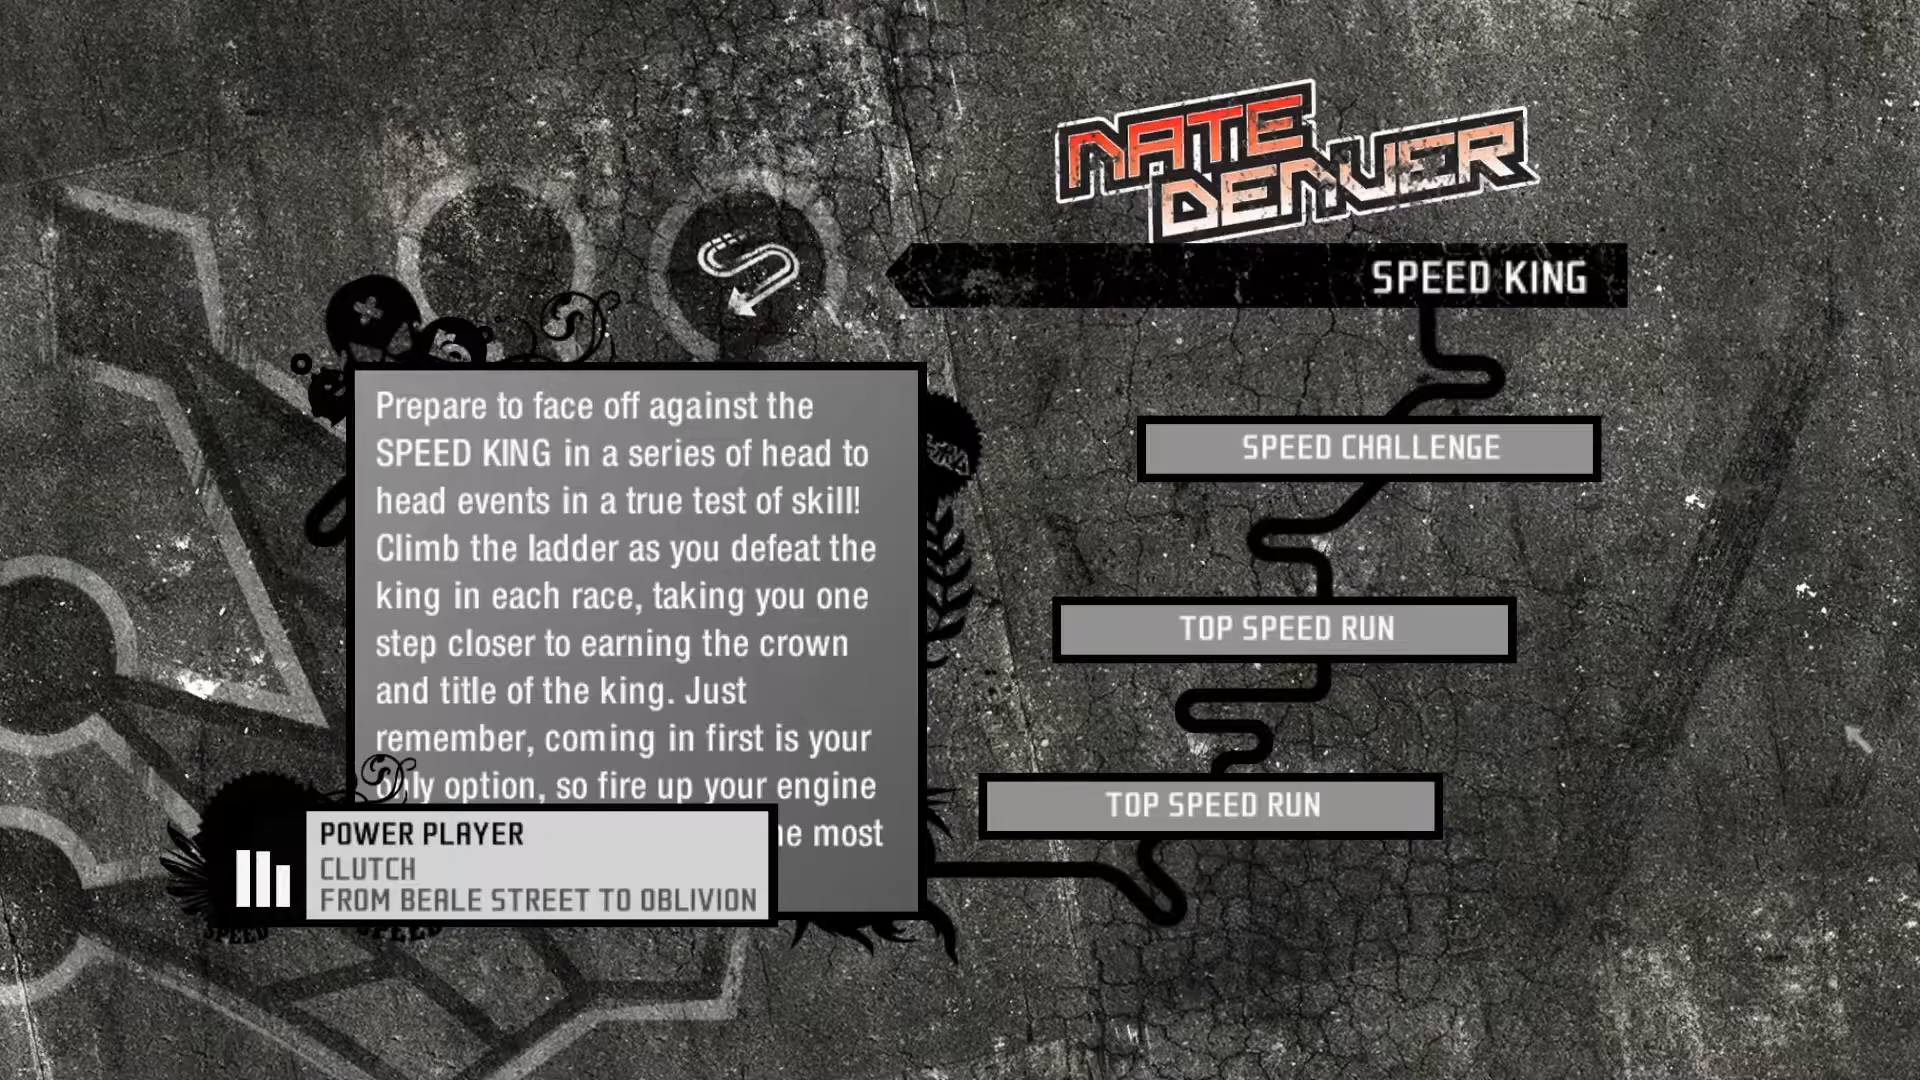 NATE
DENVER
SPEED KING
Prepare to face off against the
SPEED KING in a series of head to
head events in a true test of skill!
Climb the ladder as you defeat the
king in each race, taking you one
step closer to earning the crown
and title of the king. Just
remember, coming in first is your
only option, so fire up your engine
most
SPEED CHALLENGE
TOP SPEED RUN
TOP SPEED RUN
POWER PLAYER
CLUTCH
FROM BEALE STREET TO OBLIVION
SPEED
SPEED